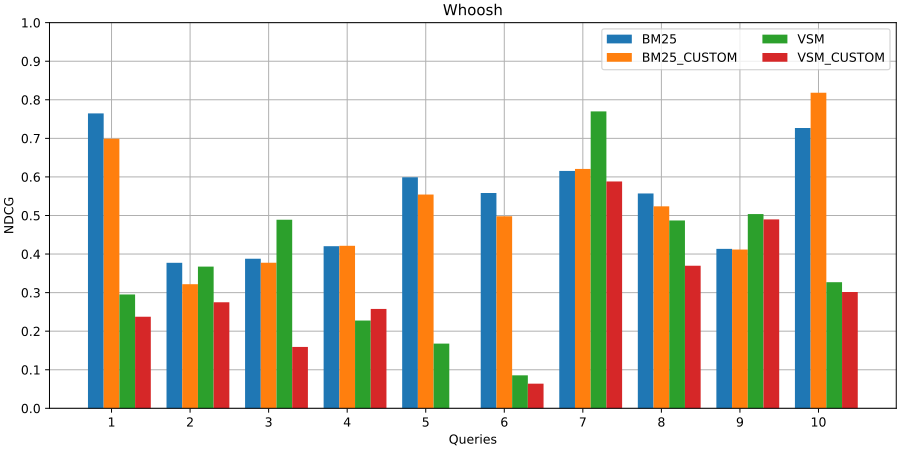 Whoosh
BM25
BM25_CUSTOM
VSM
VSM_CUSTOM
NDCG
1.0
0.9
0.8
0.7
0.6
0.5
0.4
0.3
0.2
0.1
0.0
1 2 3 4 5 6 7 8 9 10
Queries